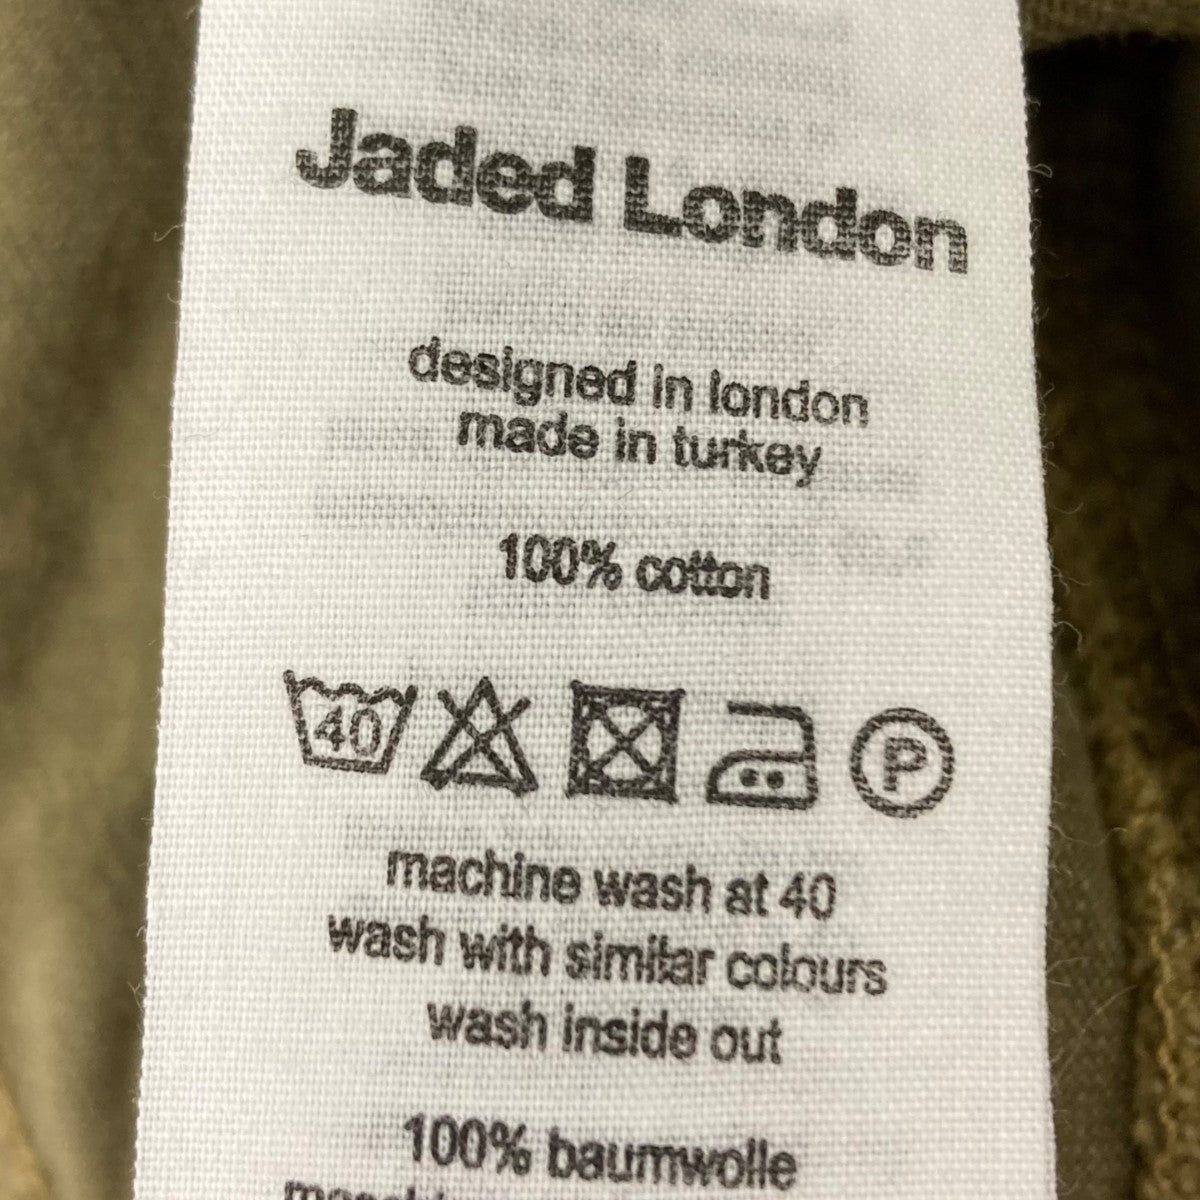 Jaded London
designed in london
made in turkey
100% cotton
40 P
machine wash at 40
wash with similar colours
wash inside out
100% baumwolle